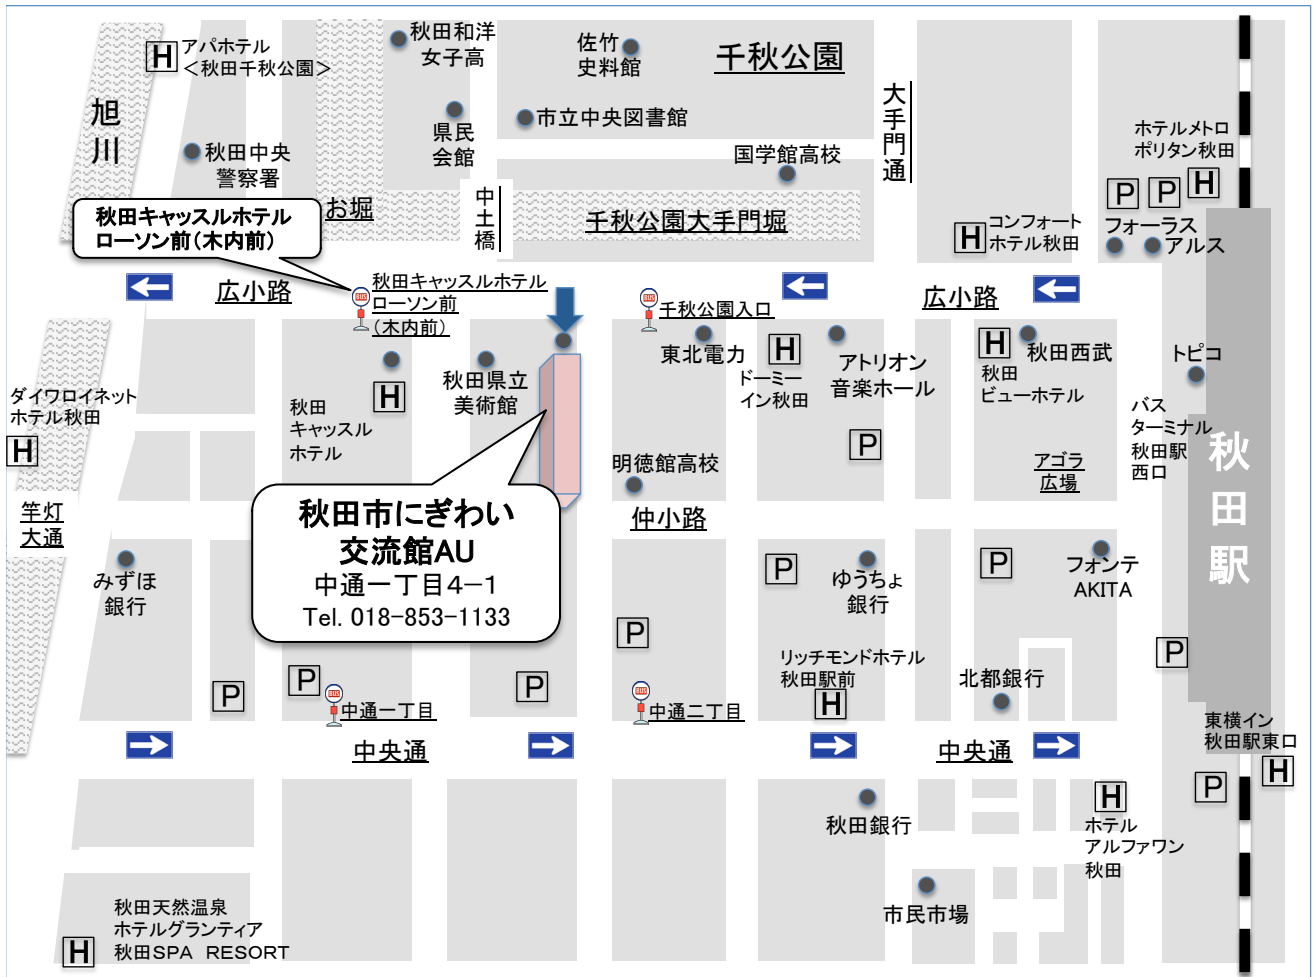 秋田和洋
女子高
佐竹
史料館
千秋公園
アパホテル
＜秋田千秋公園＞
H
旭川
大手門通
県民
会館
市立中央図書館
ホテルメトロ
ポリタン秋田
秋田中央
警察署
国学館高校
P
P
H
お堀
中土橋
千秋公園大手門堀
秋田キャッスルホテル
ローソン前（木内前）
H
コンフォート
ホテル秋田
フォーラス
アルス
広小路
BUS
秋田キャッスルホテル
ローソン前
（木内前）
BUS
千秋公園入口
広小路
東北電力
H
ドーミー
イン秋田
アトリオン
音楽ホール
H
秋田
ビューホテル
秋田西武
トピコ
ダイワロイネット
ホテル秋田
H
秋田
キャッスル
ホテル
H
秋田県立
美術館
P
バス
ターミナル
秋田駅
西口
秋田駅
明徳館高校
アゴラ
広場
竿灯
大通
秋田市にぎわい
交流館AU
中通一丁目4－1
Tel. 018-853-1133
仲小路
みずほ
銀行
P
ゆうちょ
銀行
P
フォンテ
AKITA
P
P
リッチモンドホテル
秋田駅前
H
北都銀行
P
P
P
BUS
中通一丁目
BUS
中通二丁目
東横イン
秋田駅東口
H
中央通
中央通
P
秋田銀行
H
ホテル
アルファワン
秋田
市民市場
秋田天然温泉
ホテルグランティア
秋田SPA RESORT
H